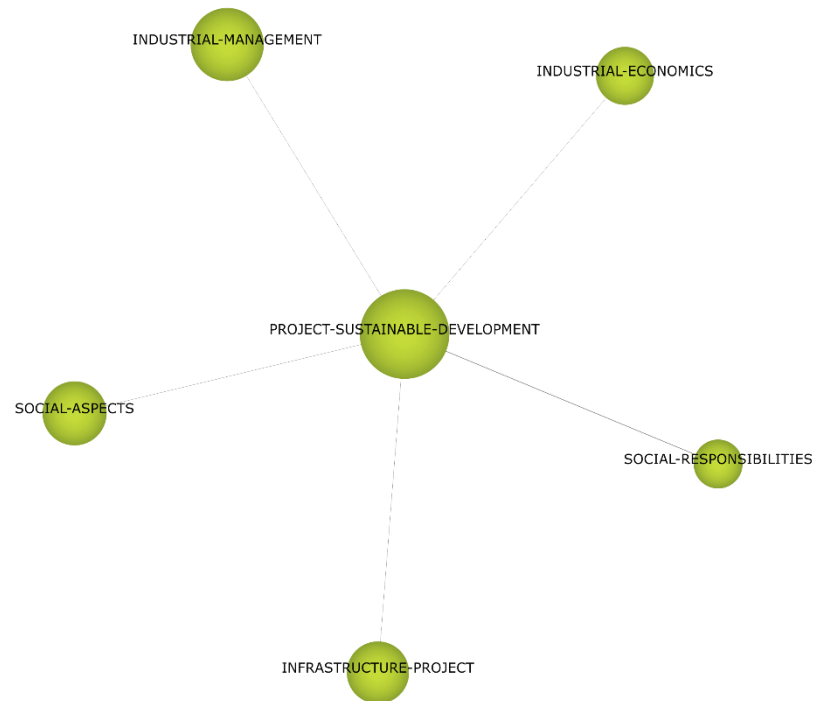 INDUSTRIAL-MANAGEMENT
INDUSTRIAL-ECONOMICS
PROJECT-SUSTAINABLE-DEVELOPMENT
SOCIAL-ASPECTS
SOCIAL-RESPONSIBILITIES
INFRASTRUCTURE-PROJECT